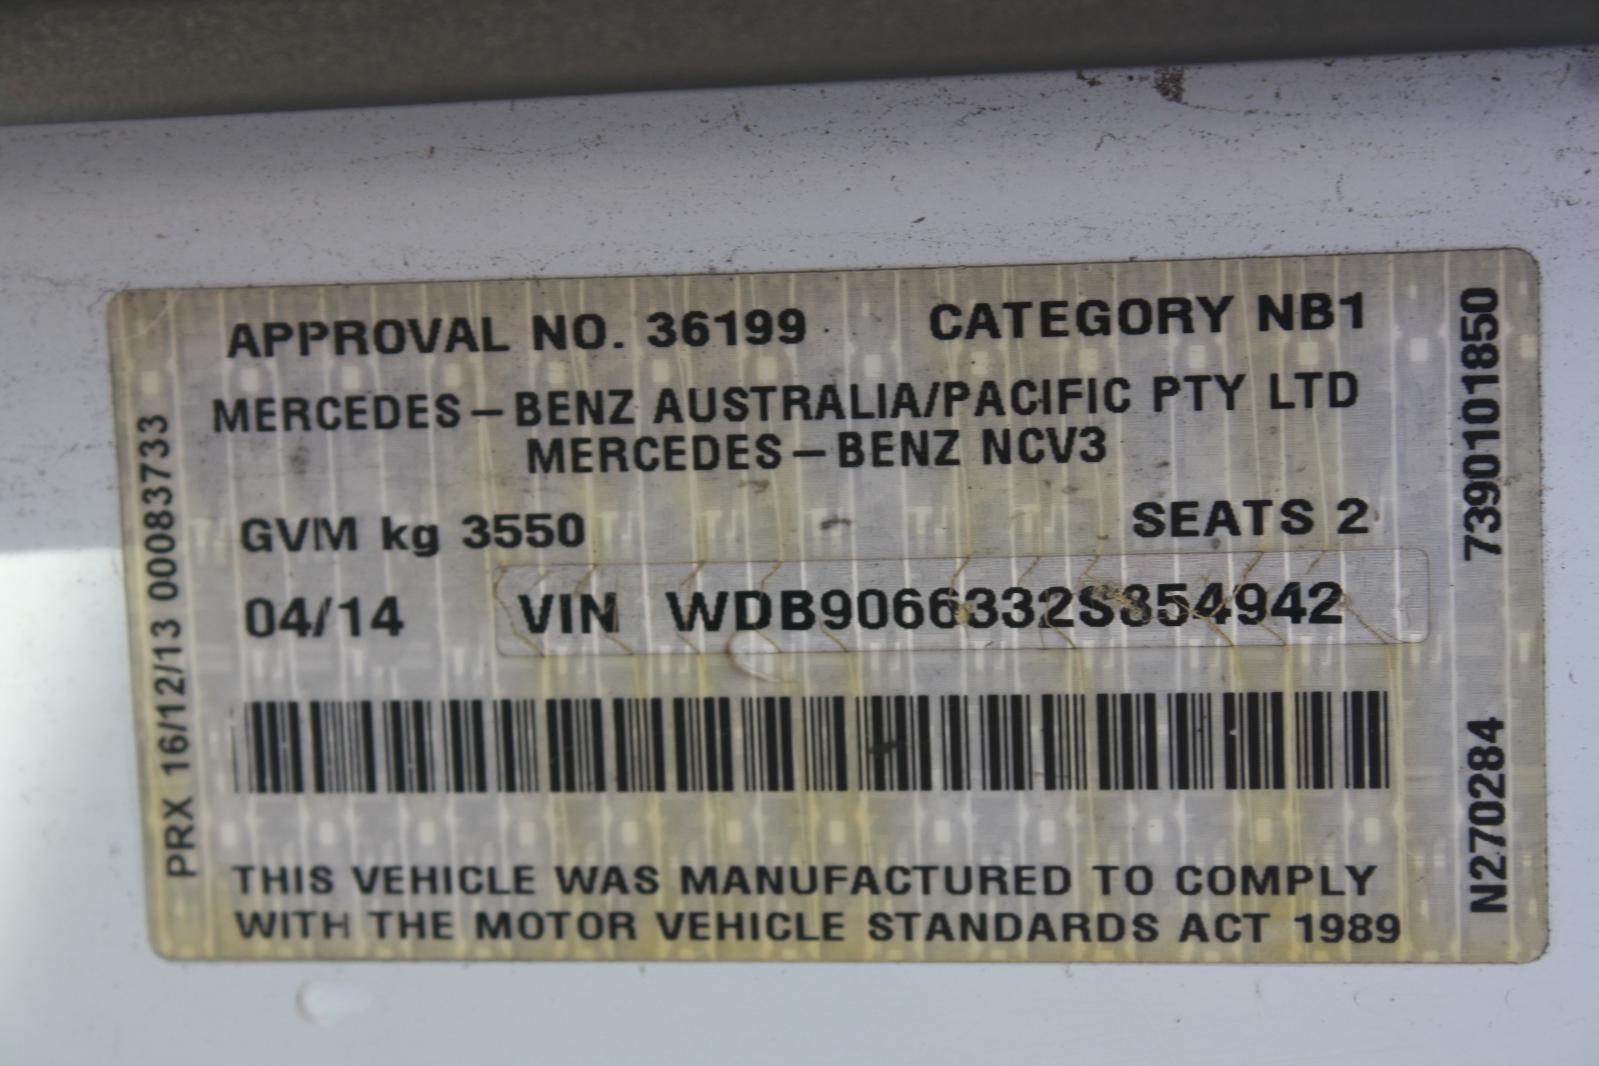 APPROVAL NO. 36199 CATEGORY NB1
MERCEDES-BENZ AUSTRALIA/PACIFIC PTY LTD
MERCEDES-BENZ NCV3
GVM kg 3550 SEATS 2
04/14 VIN WDB9066332S854942
THIS VEHICLE WAS MANUFACTURED TO COMPLY
WITH THE MOTOR VEHICLE STANDARDS ACT 1989
PRX 16/12/13 00083733
N270284 7390101850